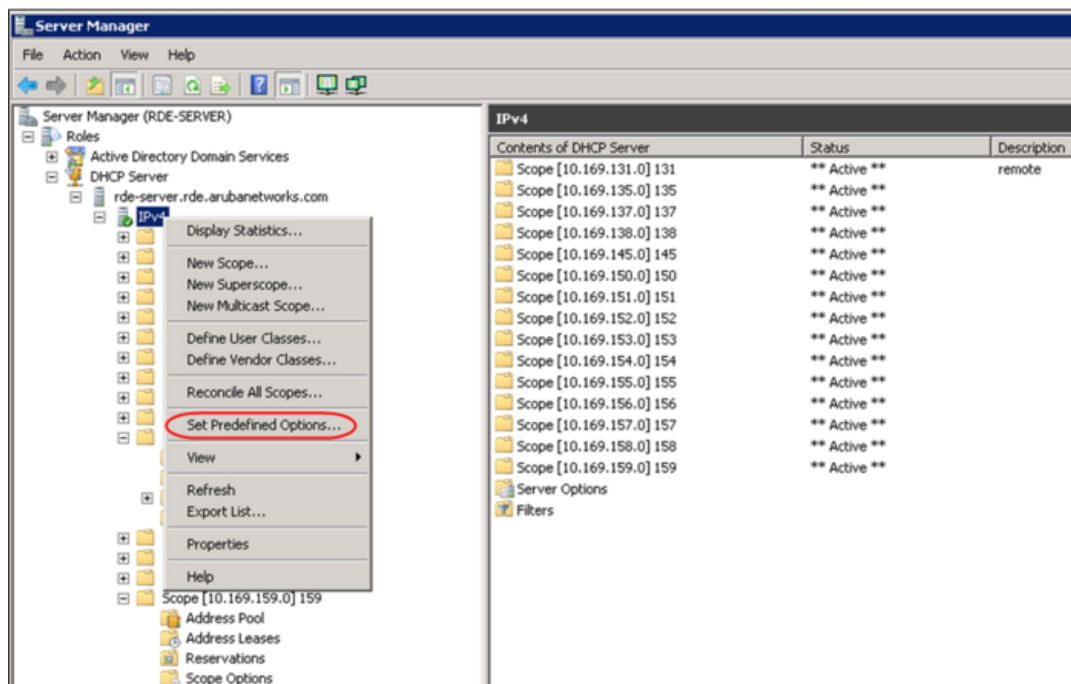 Server Manager
File Action View Help
Server Manager (RDE-SERVER)
Roles
Active Directory Domain Services
DHCP Server
rde-server.rde.arubanetworks.com
IPv4
Display Statistics...
New Scope...
New Superscope...
New Multicast Scope...
Define User Classes...
Define Vendor Classes...
Reconcile All Scopes...
Set Predefined Options...
View
Refresh
Export List...
Properties
Help
Scope [10.169.159.0] 159
Address Pool
Address Leases
Reservations
Scope Options
IPv4
Contents of DHCP Server Status Description
Scope [10.169.131.0] 131 ** Active ** remote
Scope [10.169.135.0] 135 ** Active **
Scope [10.169.137.0] 137 ** Active **
Scope [10.169.138.0] 138 ** Active **
Scope [10.169.145.0] 145 ** Active **
Scope [10.169.150.0] 150 ** Active **
Scope [10.169.151.0] 151 ** Active **
Scope [10.169.152.0] 152 ** Active **
Scope [10.169.153.0] 153 ** Active **
Scope [10.169.154.0] 154 ** Active **
Scope [10.169.155.0] 155 ** Active **
Scope [10.169.156.0] 156 ** Active **
Scope [10.169.157.0] 157 ** Active **
Scope [10.169.158.0] 158 ** Active **
Scope [10.169.159.0] 159 ** Active **
Server Options
Filters